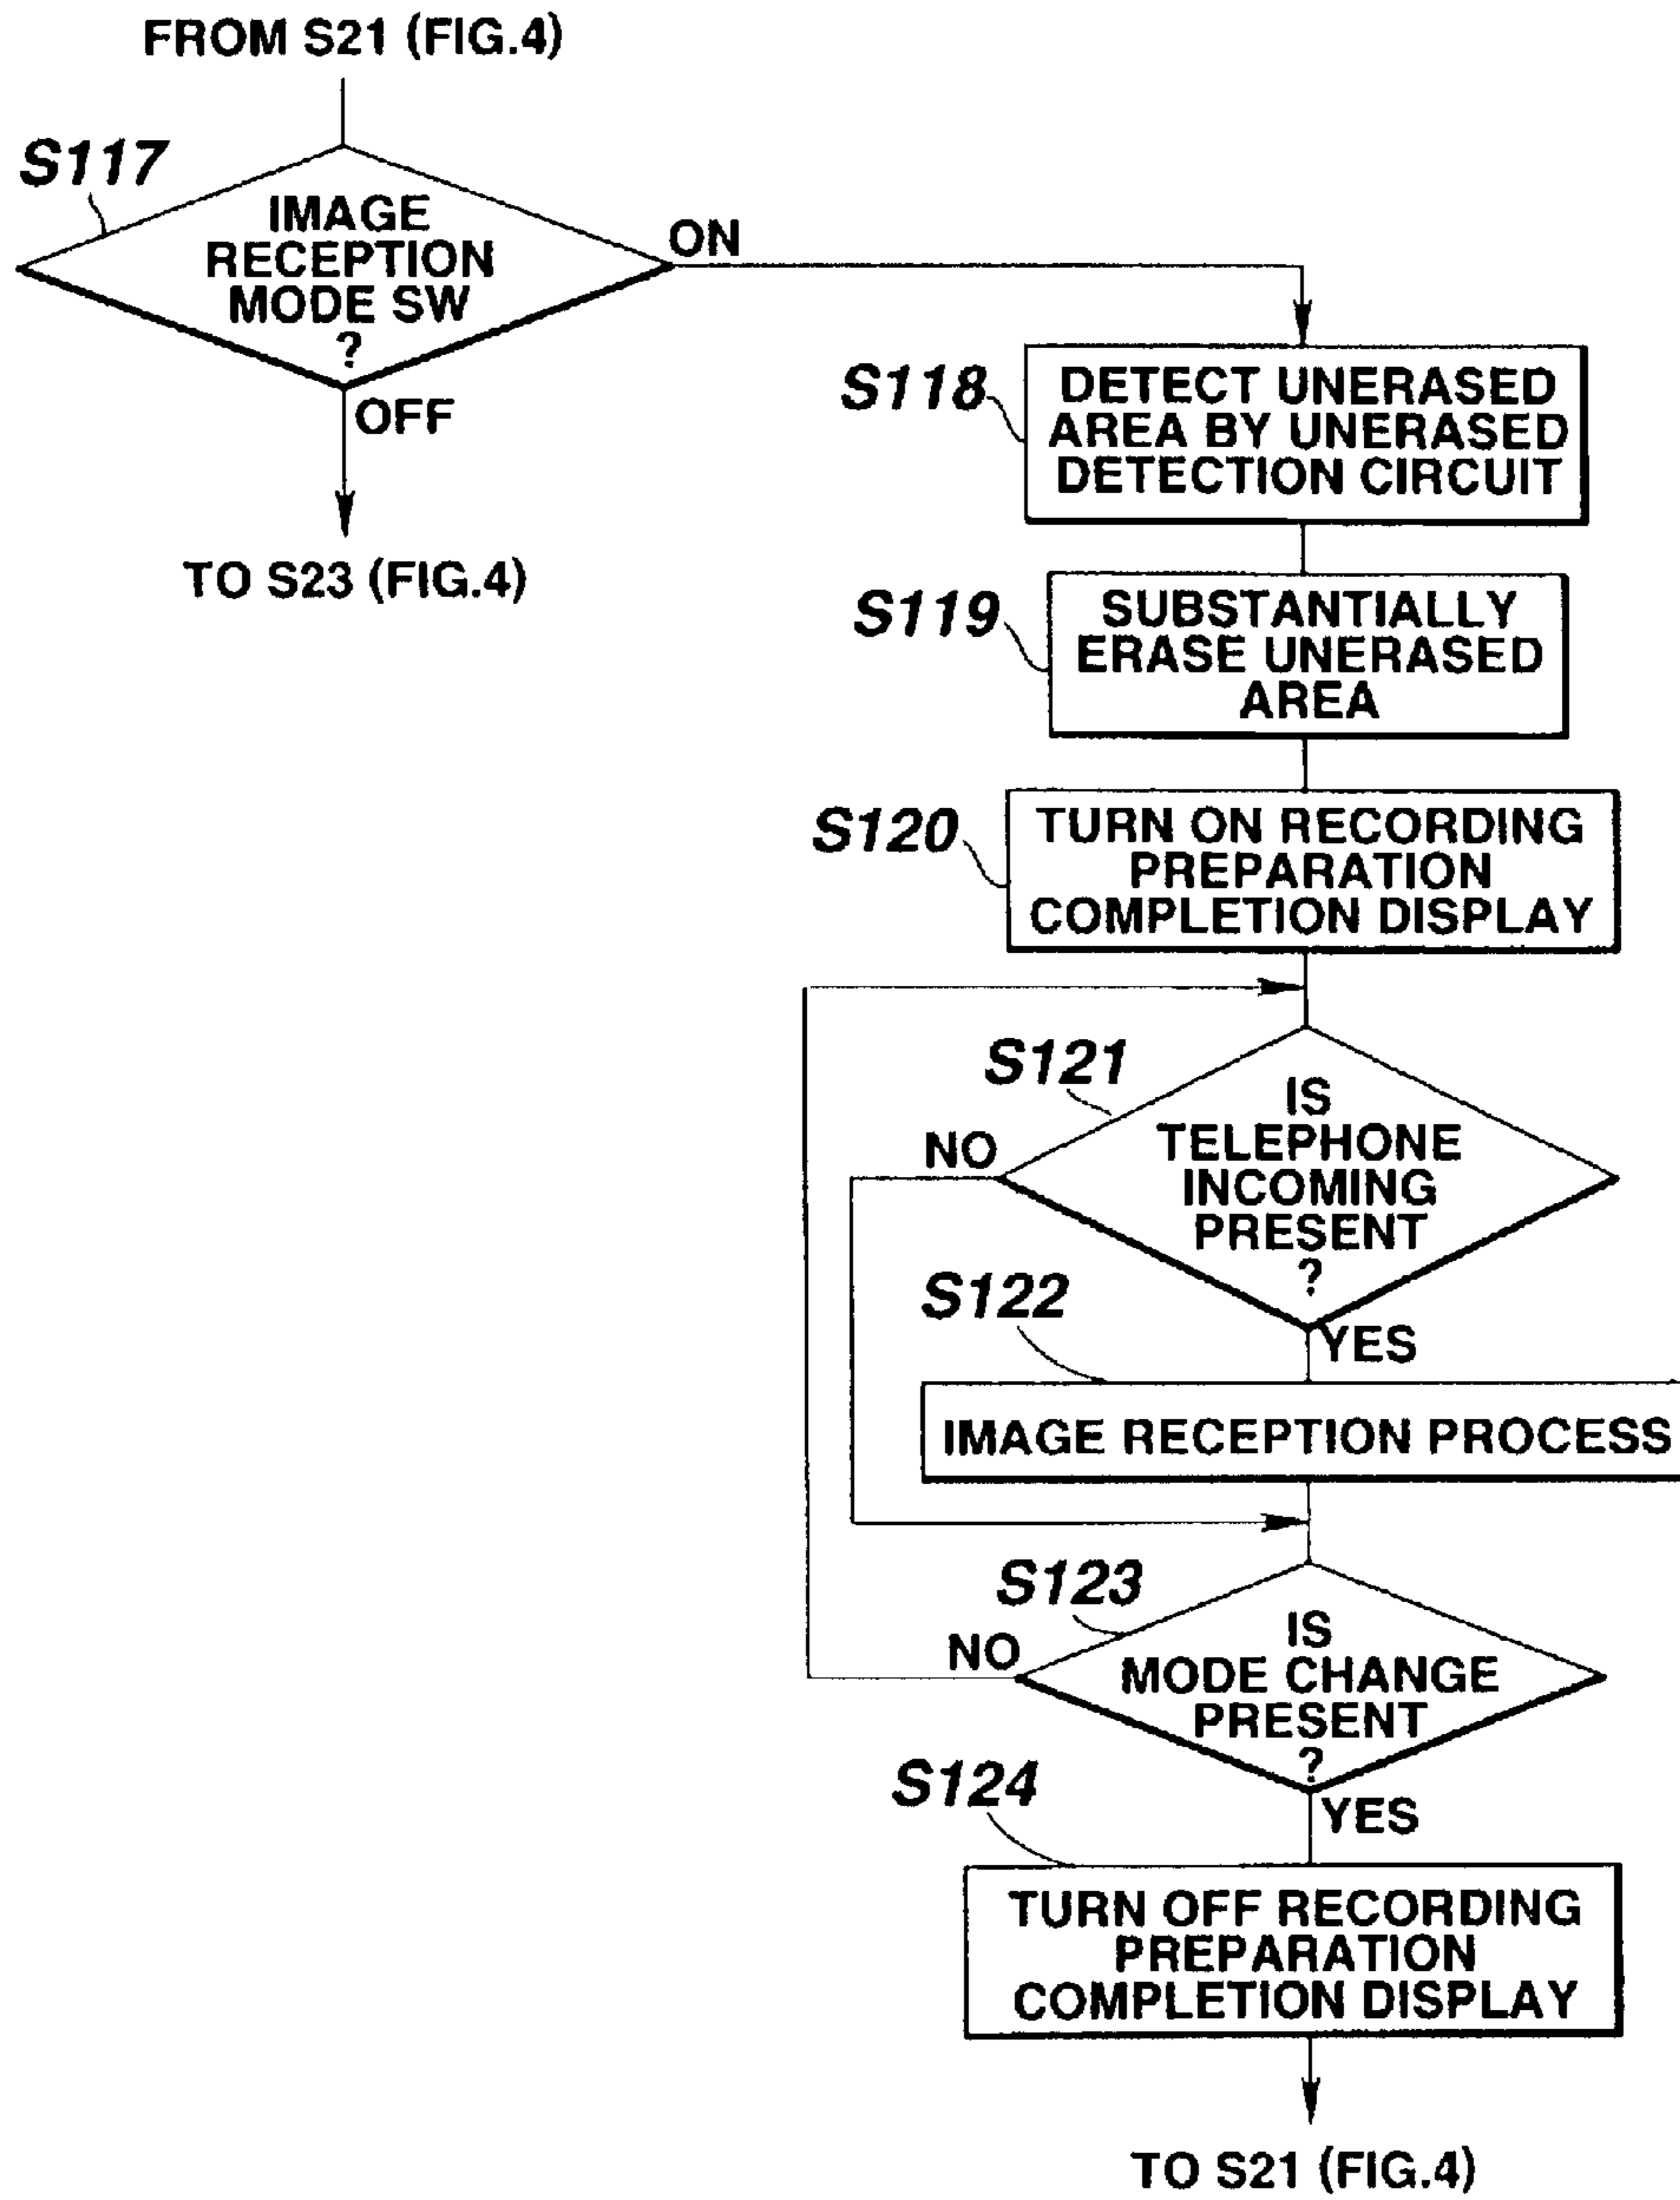 FROM S21 (FIG.4)
S117
IMAGE
RECEPTION
MODE SW
?
ON
OFF
TO S23 (FIG.4)
S118
DETECT UNERASED
AREA BY UNERASED
DETECTION CIRCUIT
S119
SUBSTANTIALLY
ERASE UNERASED
AREA
S120
TURN ON RECORDING
PREPARATION
COMPLETION DISPLAY
S121
IS
TELEPHONE
INCOMING
PRESENT
?
NO
YES
S122
IMAGE RECEPTION PROCESS
S123
IS
MODE CHANGE
PRESENT
?
NO
YES
S124
TURN OFF RECORDING
PREPARATION
COMPLETION DISPLAY
TO S21 (FIG.4)